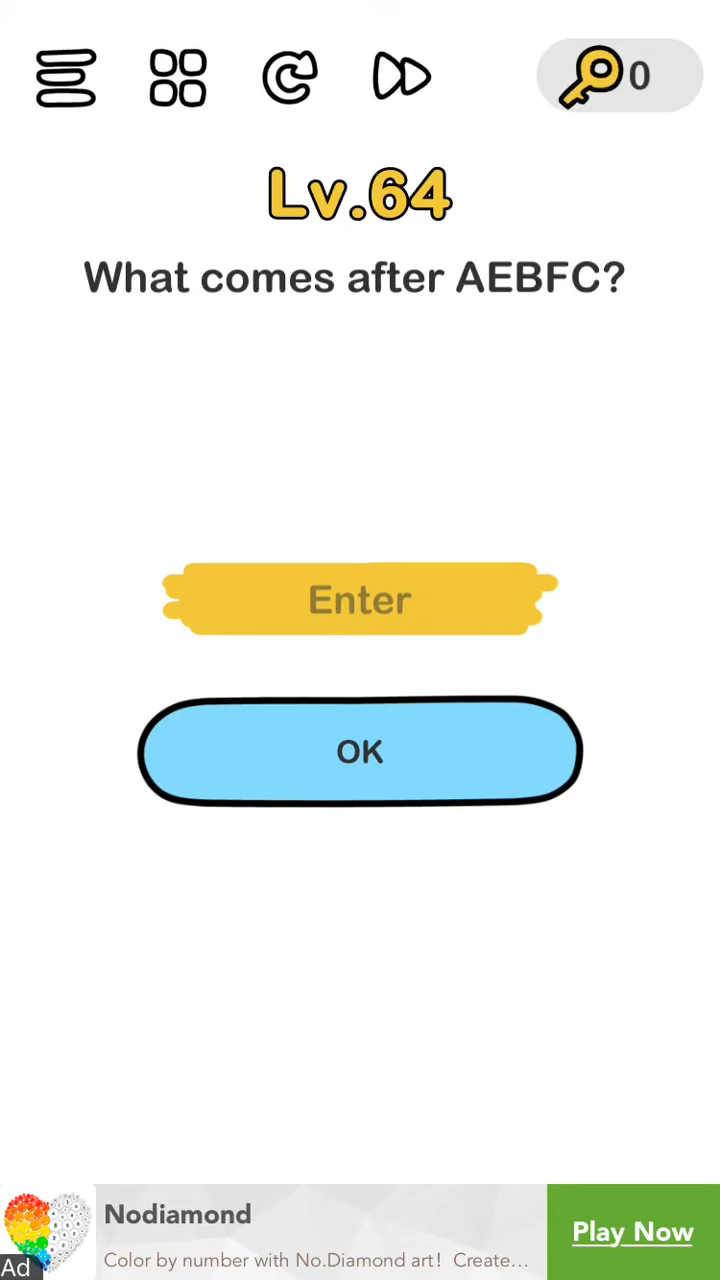 0
Lv.64
What comes after AEBFC?
Enter
OK
Nodiamond
Color by number with No.Diamond art! Create...
Play Now
Ad